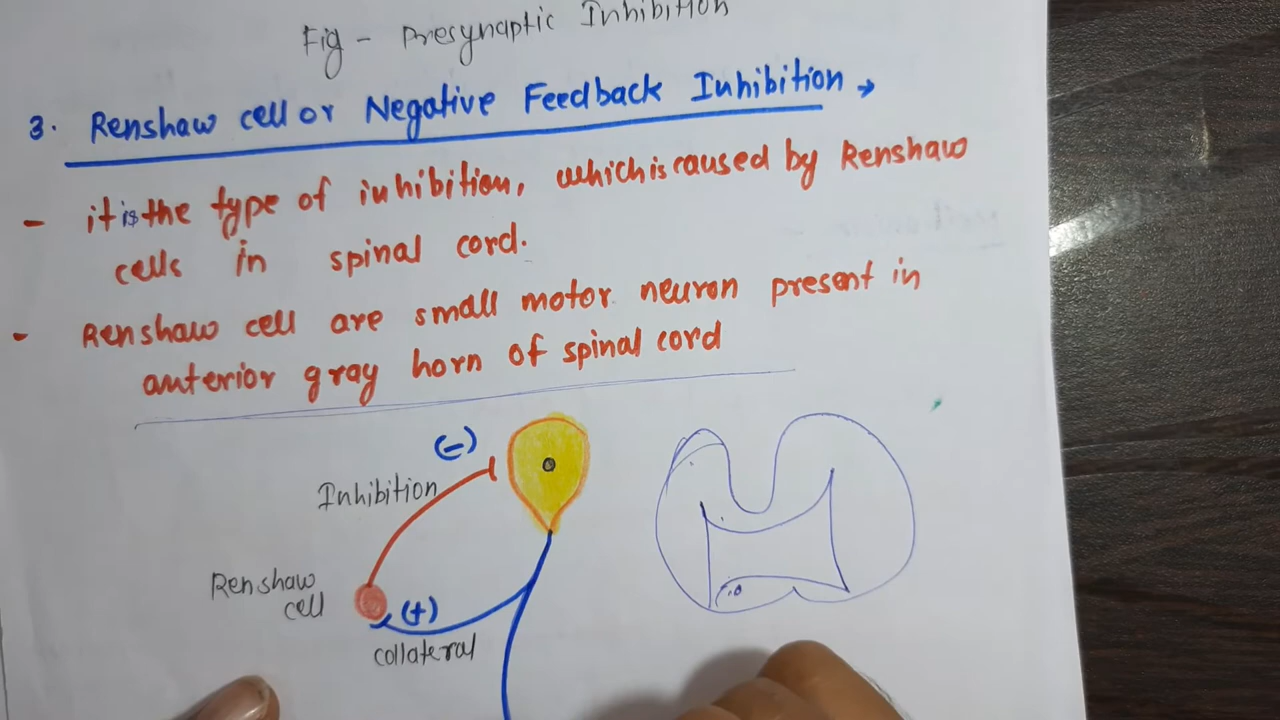 Fig - Presynaptic Inhibition
3. Renshaw cell or Negative Feedback Inhibition →
- it is the type of inhibition, which is caused by Renshaw
cells in spinal cord.
- Renshaw cell are small motor neuron present in
anterior gray horn of spinal cord
(-)
Inhibition
Renshaw
cell
(+)
collateral